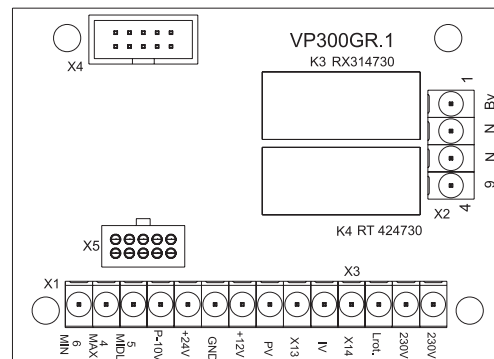 VP300GR.1
X4
K3 RX314730
1
Bv
N
N
9
4
X2
K4 RT 424730
X5
X1
X3
MIN 6
MAX 4
MIDL 5
P-10V
+24V
GND
+12V
PV
X13
IV
X14
Lrot.
230V
230V